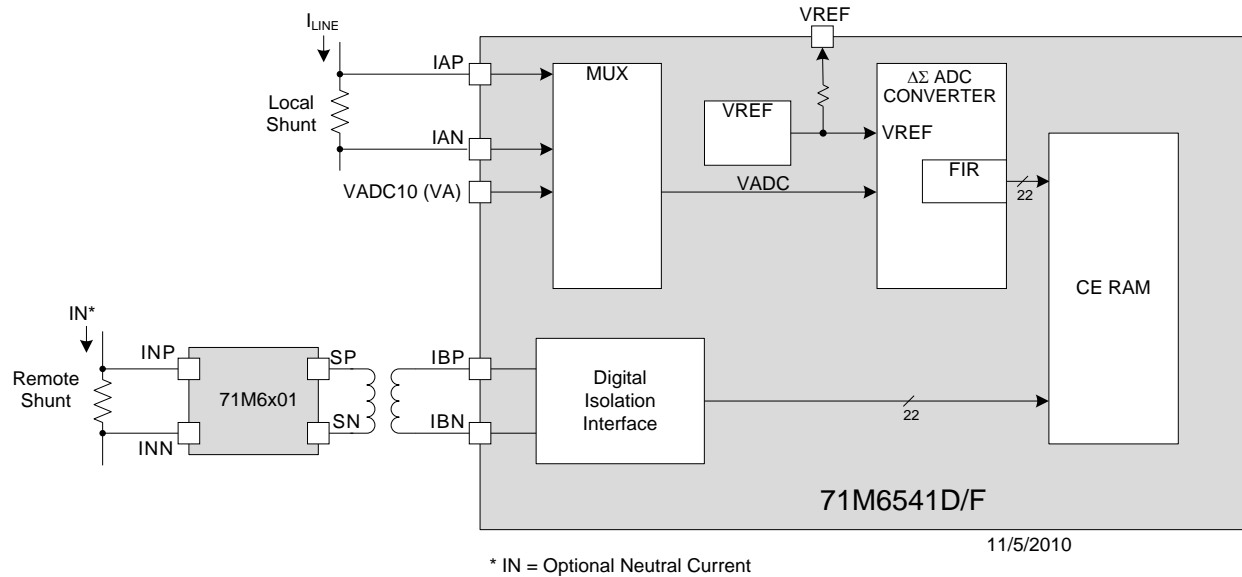 VREF
I_LINE
IAP
MUX
ΔΣ ADC
CONVERTER
Local
Shunt
VREF
VREF
IAN
FIR
VADC10 (VA)
VADC
22
CE RAM
IN*
INP
SP
IBP
Remote
Shunt
71M6x01
Digital
Isolation
Interface
22
INN
SN
IBN
71M6541D/F
11/5/2010
* IN = Optional Neutral Current